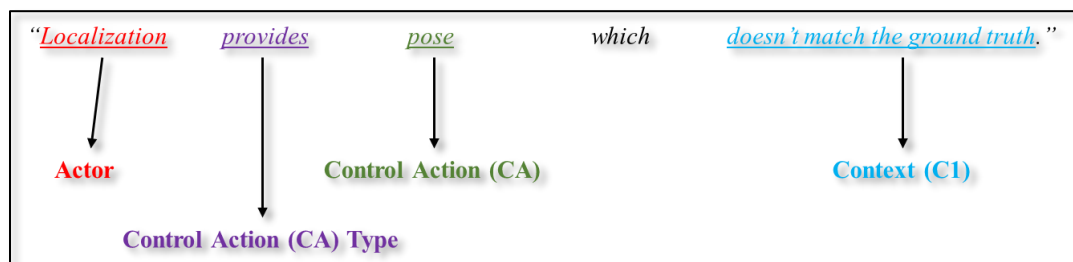 “Localization provides pose which doesn’t match the ground truth.”
Actor Control Action (CA) Context (C1)
Control Action (CA) Type